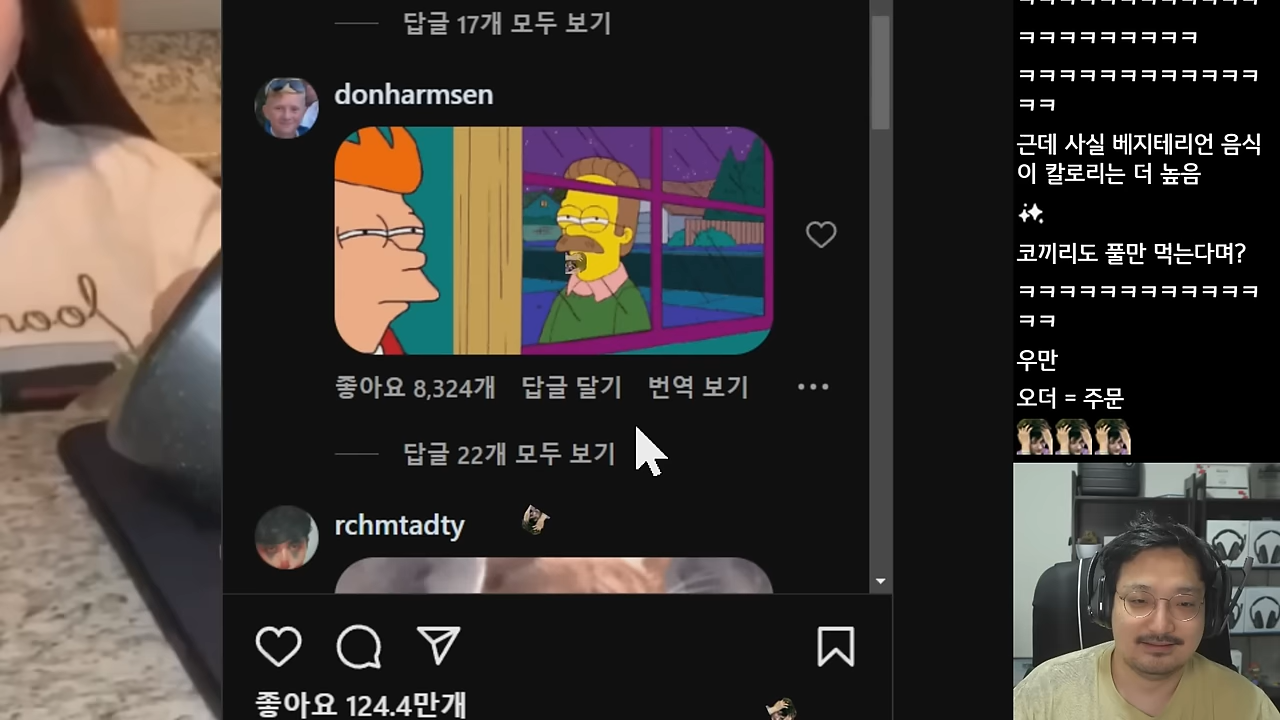 답글 17개 모두 보기
donharmsen
좋아요 8,324개 답글 달기 번역 보기
답글 22개 모두 보기
rchmtadty
좋아요 124.4만개
ㅋㅋㅋㅋㅋㅋㅋㅋㅋ
ㅋㅋㅋㅋㅋㅋㅋㅋㅋㅋㅋㅋ
ㅋㅋ
근데 사실 베지테리언 음식
이 칼로리는 더 높음
코끼리도 풀만 먹는다며?
ㅋㅋㅋㅋㅋㅋㅋㅋㅋㅋㅋㅋ
ㅋㅋ
우만
오더 = 주문